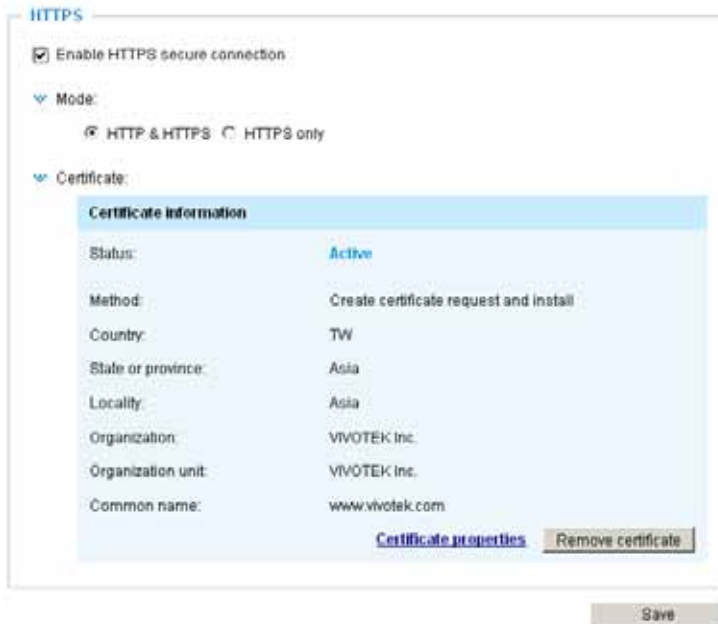 HTTPS
Enable HTTPS secure connection
Mode:
HTTP & HTTPS HTTPS only
Certificate:
Certificate information
Status: Active
Method: Create certificate request and install
Country: TW
State or province: Asia
Locality: Asia
Organization: VIVOTEK Inc.
Organization unit: VIVOTEK Inc.
Common name: www.vivotek.com
Certificate properties Remove certificate
Save